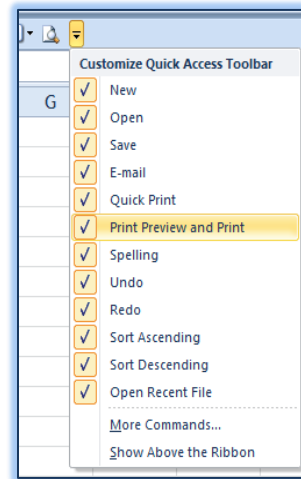 Customize Quick Access Toolbar
G
New
Open
Save
E-mail
Quick Print
Print Preview and Print
Spelling
Undo
Redo
Sort Ascending
Sort Descending
Open Recent File
More Commands...
Show Above the Ribbon